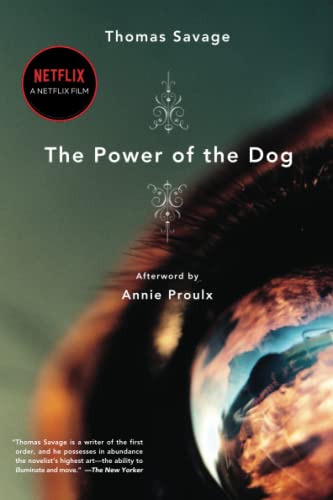 Thomas Savage
NETFLIX
A NETFLIX FILM
The Power of the Dog
Afterword by
Annie Proulx
"Thomas Savage is a writer of the first
order, and he possesses in abundance
the novelist's highest art—the ability to
illuminate and move." —The New Yorker